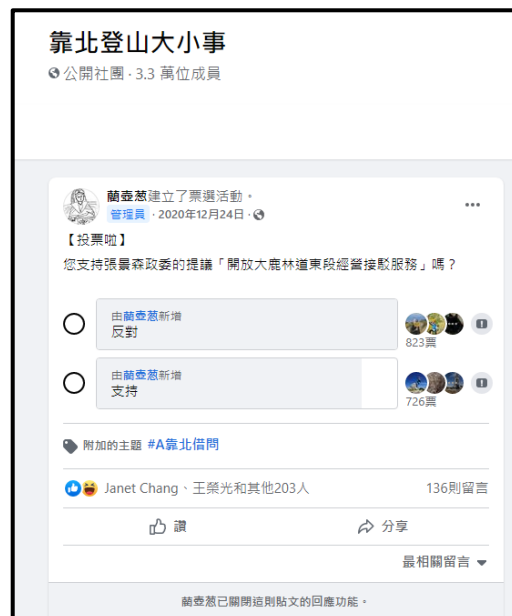 靠北登山大小事
公開社團 · 3.3 萬位成員
藺壺葱建立了票選活動。
管理員 · 2020年12月24日 ·
【投票啦】
您支持張景森政委的提議「開放大鹿林道東段經營接駁服務」嗎？
由藺壺葱新增
反對
823票
由藺壺葱新增
支持
726票
附加的主題 #A靠北借問
Janet Chang、王榮光和其他203人
136則留言
讚
分享
最相關留言
藺壺葱已關閉這則貼文的回應功能。